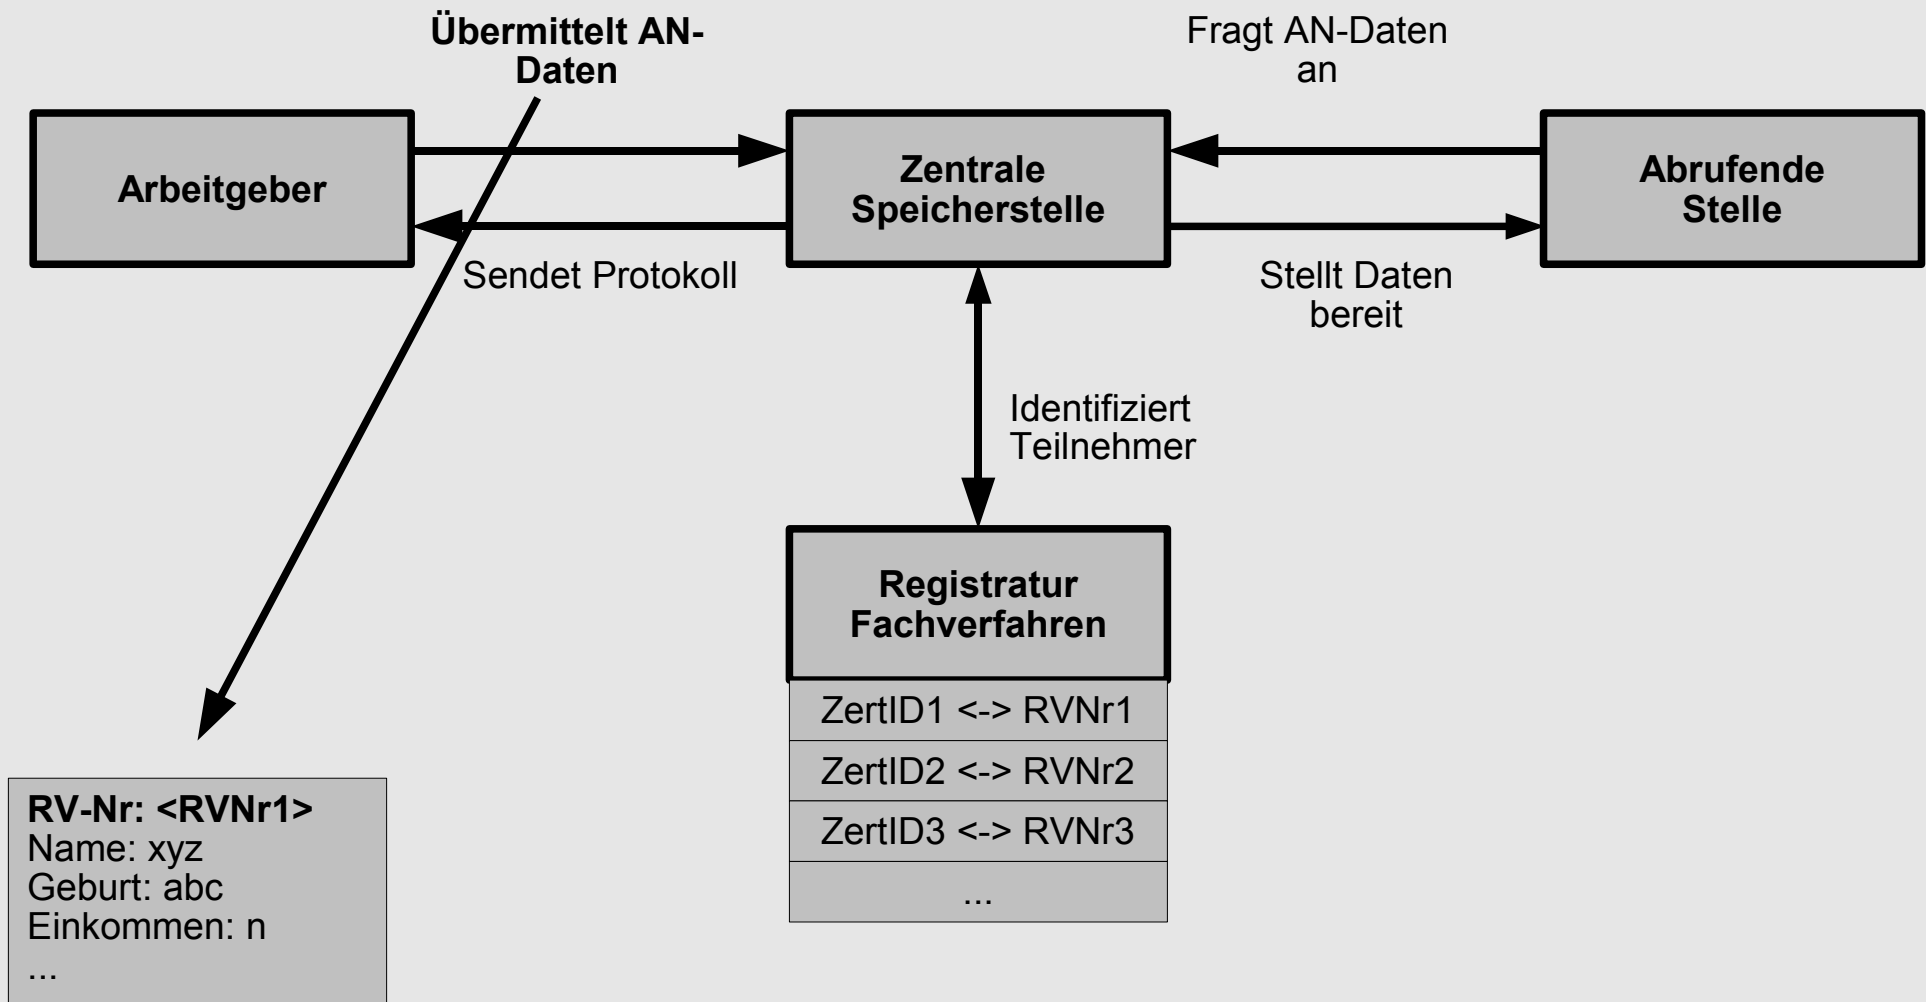 Übermittelt AN-
Daten
Fragt AN-Daten
an
Arbeitgeber
Zentrale
Speicherstelle
Abrufende
Stelle
Sendet Protokoll
Stellt Daten
bereit
Identifiziert
Teilnehmer
Registratur
Fachverfahren
ZertID1 <-> RVNr1
ZertID2 <-> RVNr2
ZertID3 <-> RVNr3
...
RV-Nr: <RVNr1>
Name: xyz
Geburt: abc
Einkommen: n
...